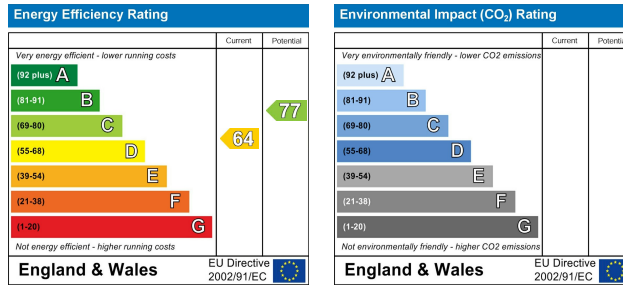 Energy Efficiency Rating
Current Potential
Very energy efficient - lower running costs
(92 plus) A
(81-91) B
(69-80) C
(55-68) D
(39-54) E
(21-38) F
(1-20) G
64
77
Not energy efficient - higher running costs
England & Wales
EU Directive
2002/91/EC
Environmental Impact (CO2) Rating
Current Potential
Very environmentally friendly - lower CO2 emissions
(92 plus) A
(81-91) B
(69-80) C
(55-68) D
(39-54) E
(21-38) F
(1-20) G
Not environmentally friendly - higher CO2 emissions
England & Wales
EU Directive
2002/91/EC